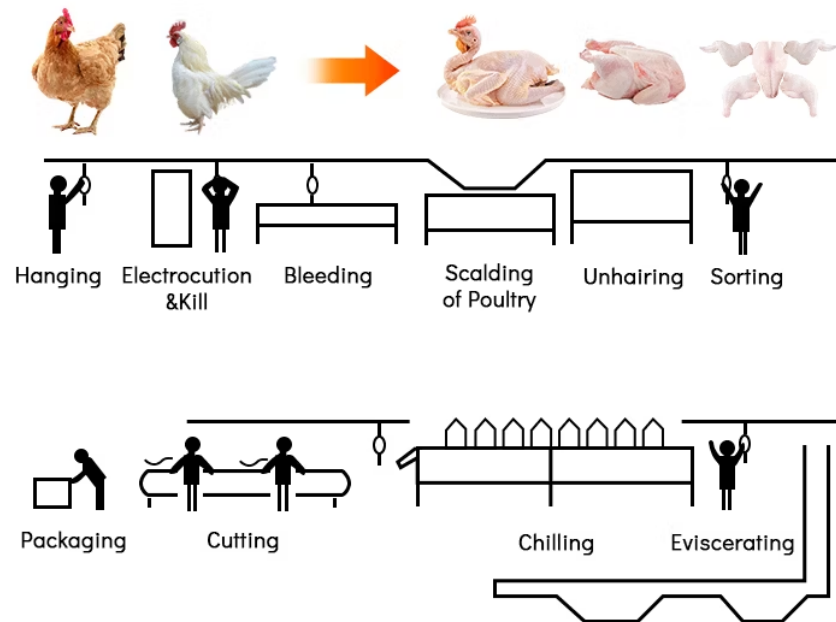 Hanging
Electrocution
&Kill
Bleeding
Scalding
of Poultry
Unhairing
Sorting
Packaging
Cutting
Chilling
Eviscerating